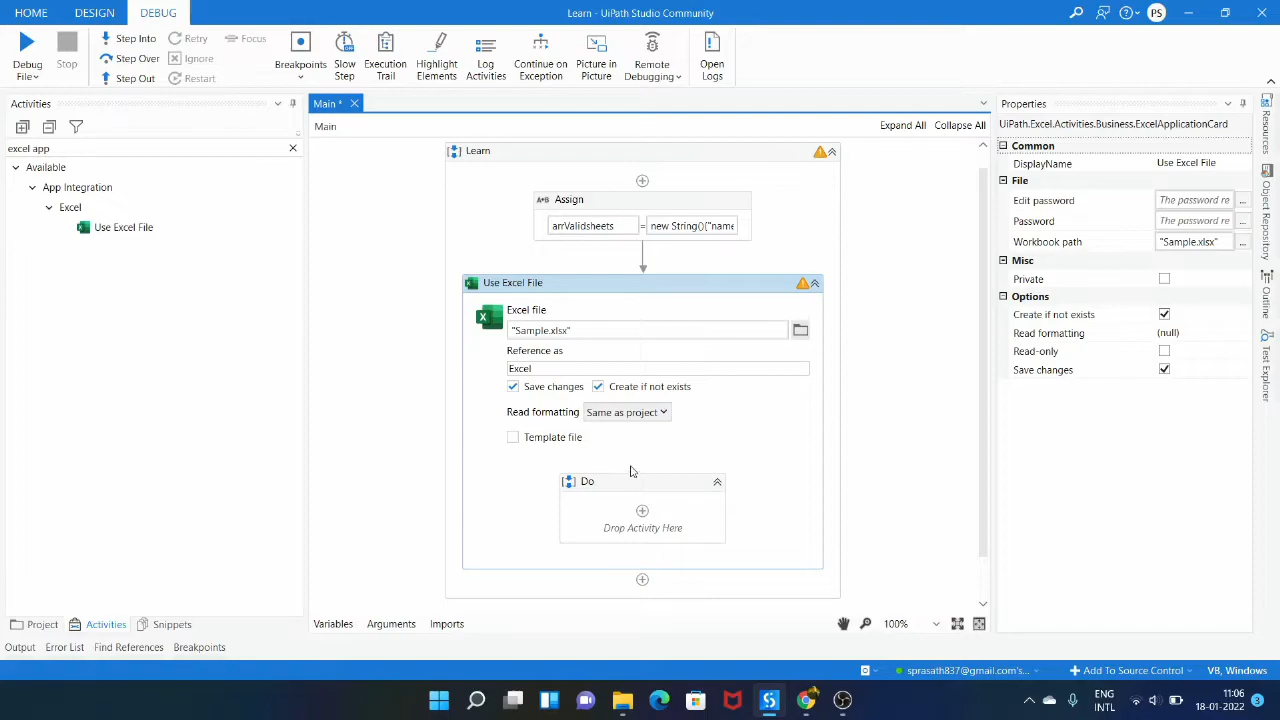 HOME DESIGN DEBUG Learn - UiPath Studio Community PS
Debug File Stop Step Into Step Over Step Out Retry Ignore Restart Focus Breakpoints Slow Step Execution Trail Highlight Elements Log Activities Continue on Exception Picture in Picture Remote Debugging Open Logs
Activities
excel app
Available
App Integration
Excel
Use Excel File
Project Activities Snippets
Main *
Main Expand All Collapse All
Learn
Assign
arrValidsheets = new String(){"name
Use Excel File
Excel file
"Sample.xlsx"
Reference as
Excel
Save changes Create if not exists
Read formatting Same as project
Template file
Do
Drop Activity Here
Variables Arguments Imports 100%
Properties
UiPath.Excel.Activities.Business.ExcelApplicationCard
Common
DisplayName Use Excel File
File
Edit password The password re ...
Password The password re ...
Workbook path "Sample.xlsx" ...
Misc
Private
Options
Create if not exists
Read formatting (null)
Read-only
Save changes
Resources
Object Repository
Outline
Test Explorer
Output Error List Find References Breakpoints
sprasath837@gmail.com's... Add To Source Control VB, Windows
ENG INTL 11:06 18-01-2022 3